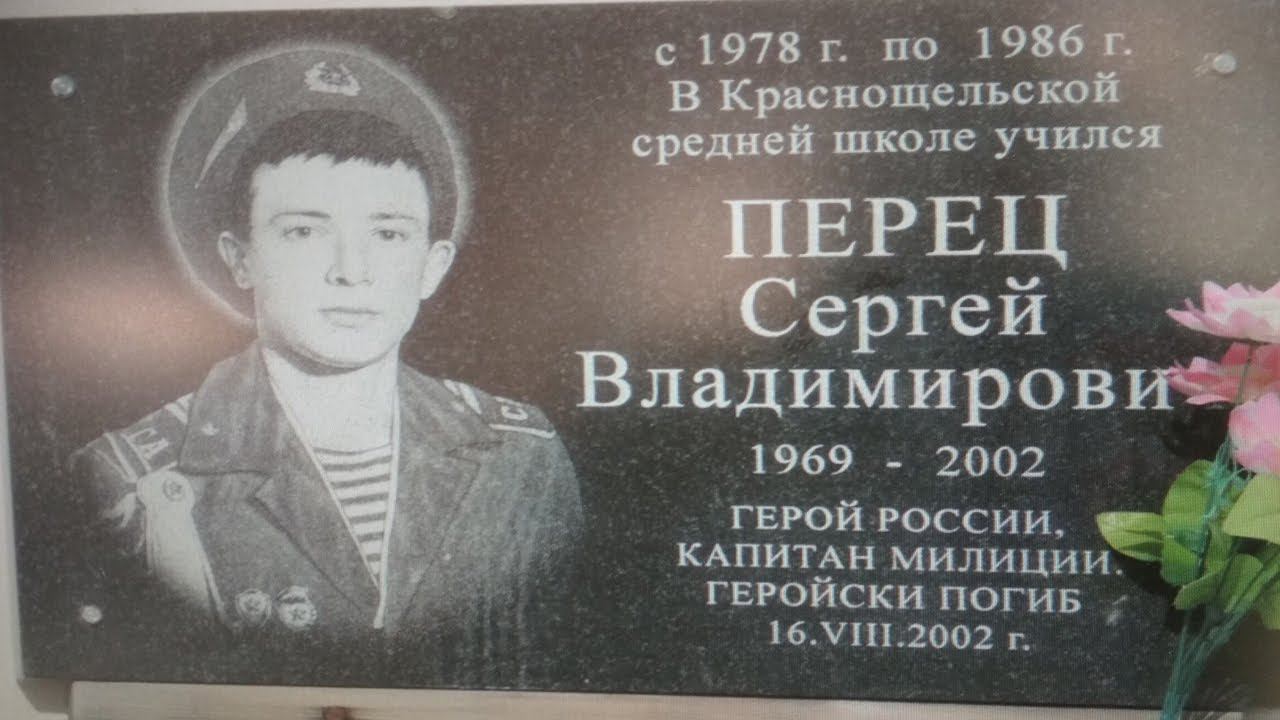 с 1978 г. по 1986 г.
В Краснощельской
средней школе учился
ПЕРЕЦ
Сергей
Владимирови
1969 - 2002
ГЕРОЙ РОССИИ,
КАПИТАН МИЛИЦИИ.
ГЕРОЙСКИ ПОГИБ
16.VIII.2002 г.